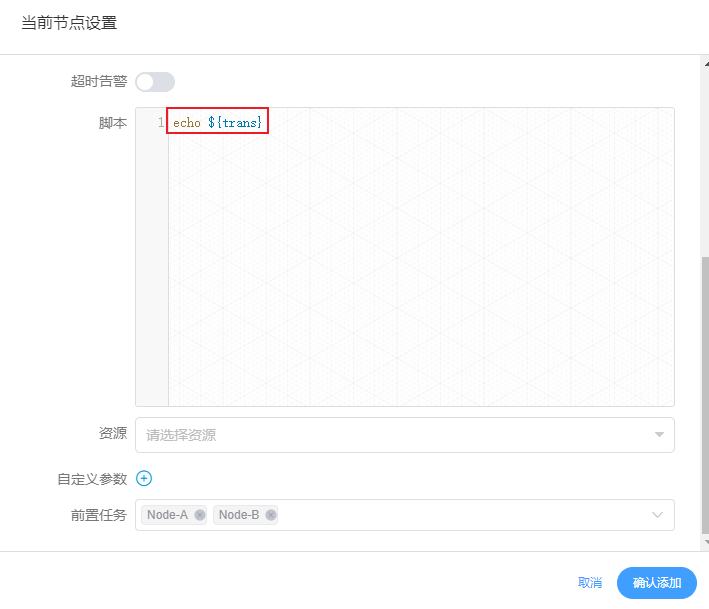 当前节点设置
超时告警
脚本
1 echo ${trans}
资源 请选择资源
自定义参数
前置任务 Node-A Node-B
取消 确认添加